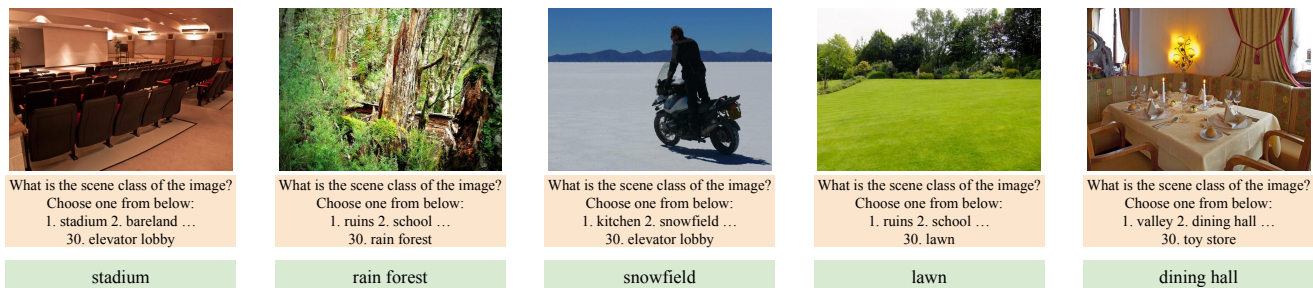 What is the scene class of the image?
Choose one from below:
1. stadium 2. bareland …
30. elevator lobby
stadium
What is the scene class of the image?
Choose one from below:
1. ruins 2. school …
30. rain forest
rain forest
What is the scene class of the image?
Choose one from below:
1. kitchen 2. snowfield …
30. elevator lobby
snowfield
What is the scene class of the image?
Choose one from below:
1. ruins 2. school …
30. lawn
lawn
What is the scene class of the image?
Choose one from below:
1. valley 2. dining hall …
30. toy store
dining hall